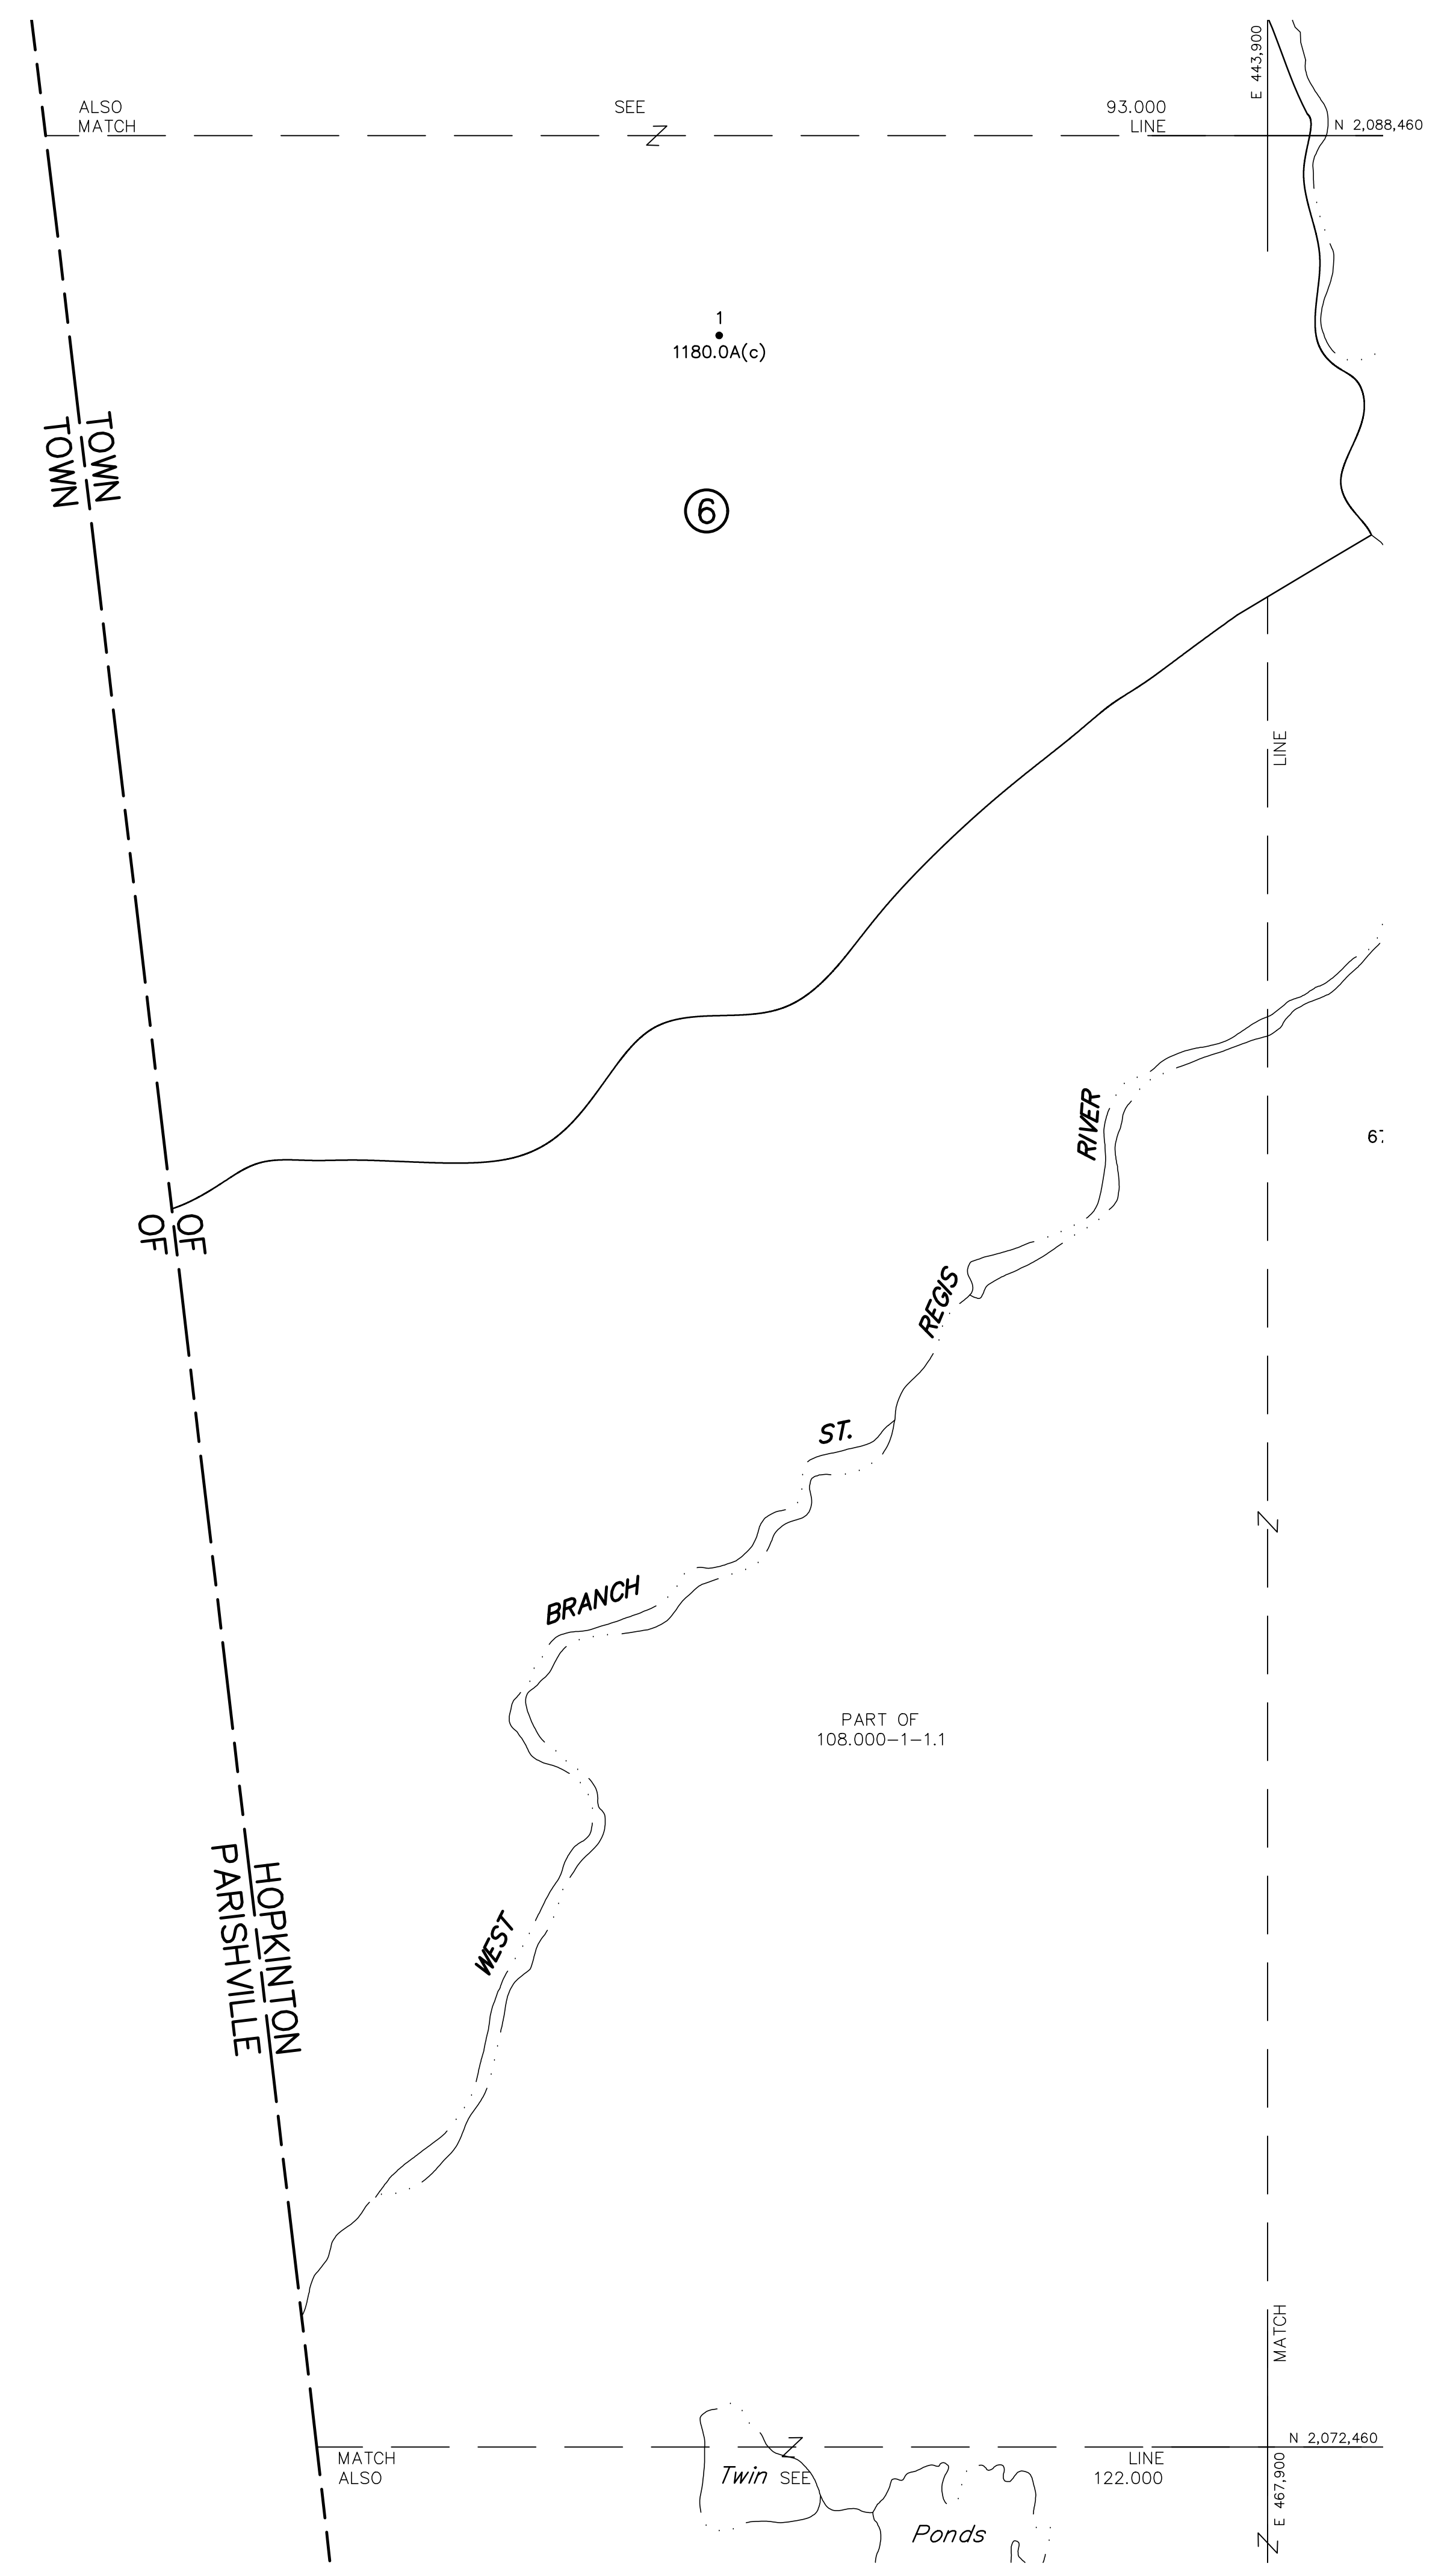 E 443,900
ALSO SEE 93.000
MATCH LINE
N 2,088,460
1
1180.0A(c)
TOWN
TOWN
6
LINE
RIVER
OF
OF
REGIS
ST.
BRANCH
PART OF
108.000-1-1.1
HOPKINTON
PARISHVILLE
WEST
MATCH
N 2,072,460
MATCH LINE
ALSO SEE 122.000
Twin
E 467,900
Ponds